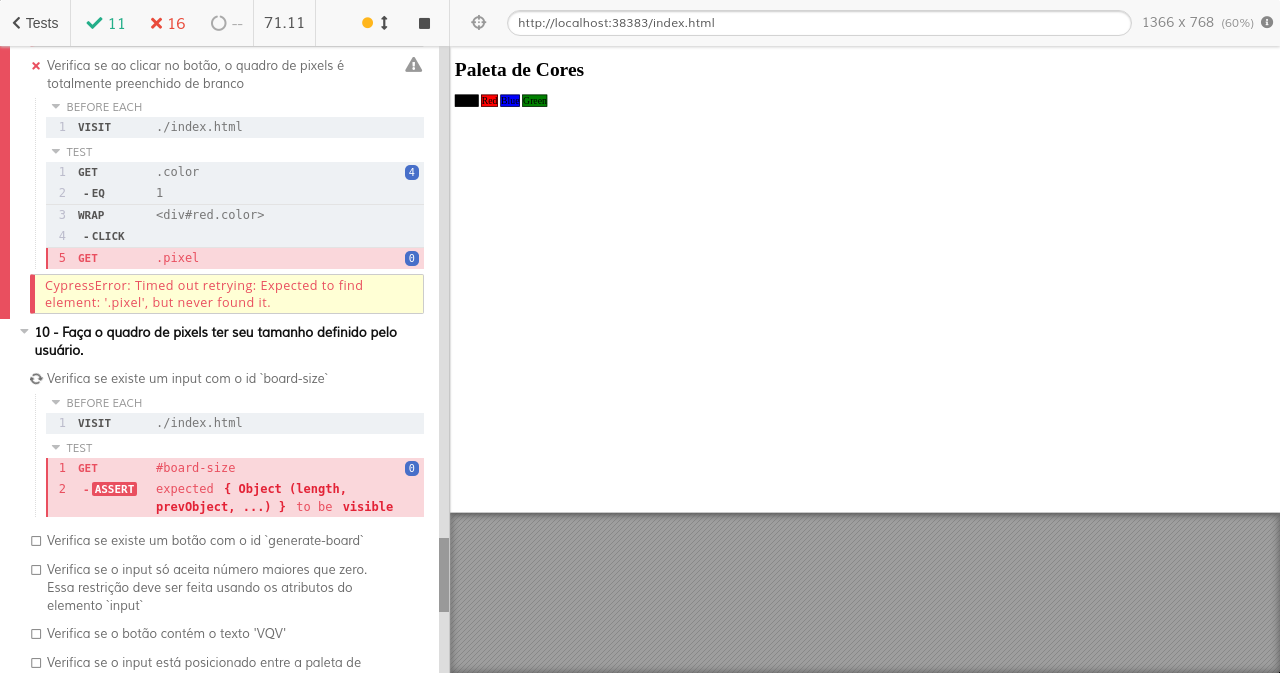 Tests 11 16 -- 71.11 http://localhost:38383/index.html 1366 x 768 (60%)
Verifica se ao clicar no botão, o quadro de pixels é
totalmente preenchido de branco
BEFORE EACH
1 VISIT ./index.html
TEST
1 GET .color 4
2 - EQ 1
3 WRAP <div#red.color>
4 - CLICK
5 GET .pixel 0
CypressError: Timed out retrying: Expected to find
element: '.pixel', but never found it.
10 - Faça o quadro de pixels ter seu tamanho definido pelo
usuário.
Verifica se existe um input com o id `board-size`
BEFORE EACH
1 VISIT ./index.html
TEST
1 GET #board-size 0
2 - ASSERT expected { Object (length,
prevObject, ...) } to be visible
Verifica se existe um botão com o id `generate-board`
Verifica se o input só aceita número maiores que zero.
Essa restrição deve ser feita usando os atributos do
elemento `input`
Verifica se o botão contém o texto 'VQV'
Verifica se o input está posicionado entre a paleta de
Paleta de Cores
Red Blue Green